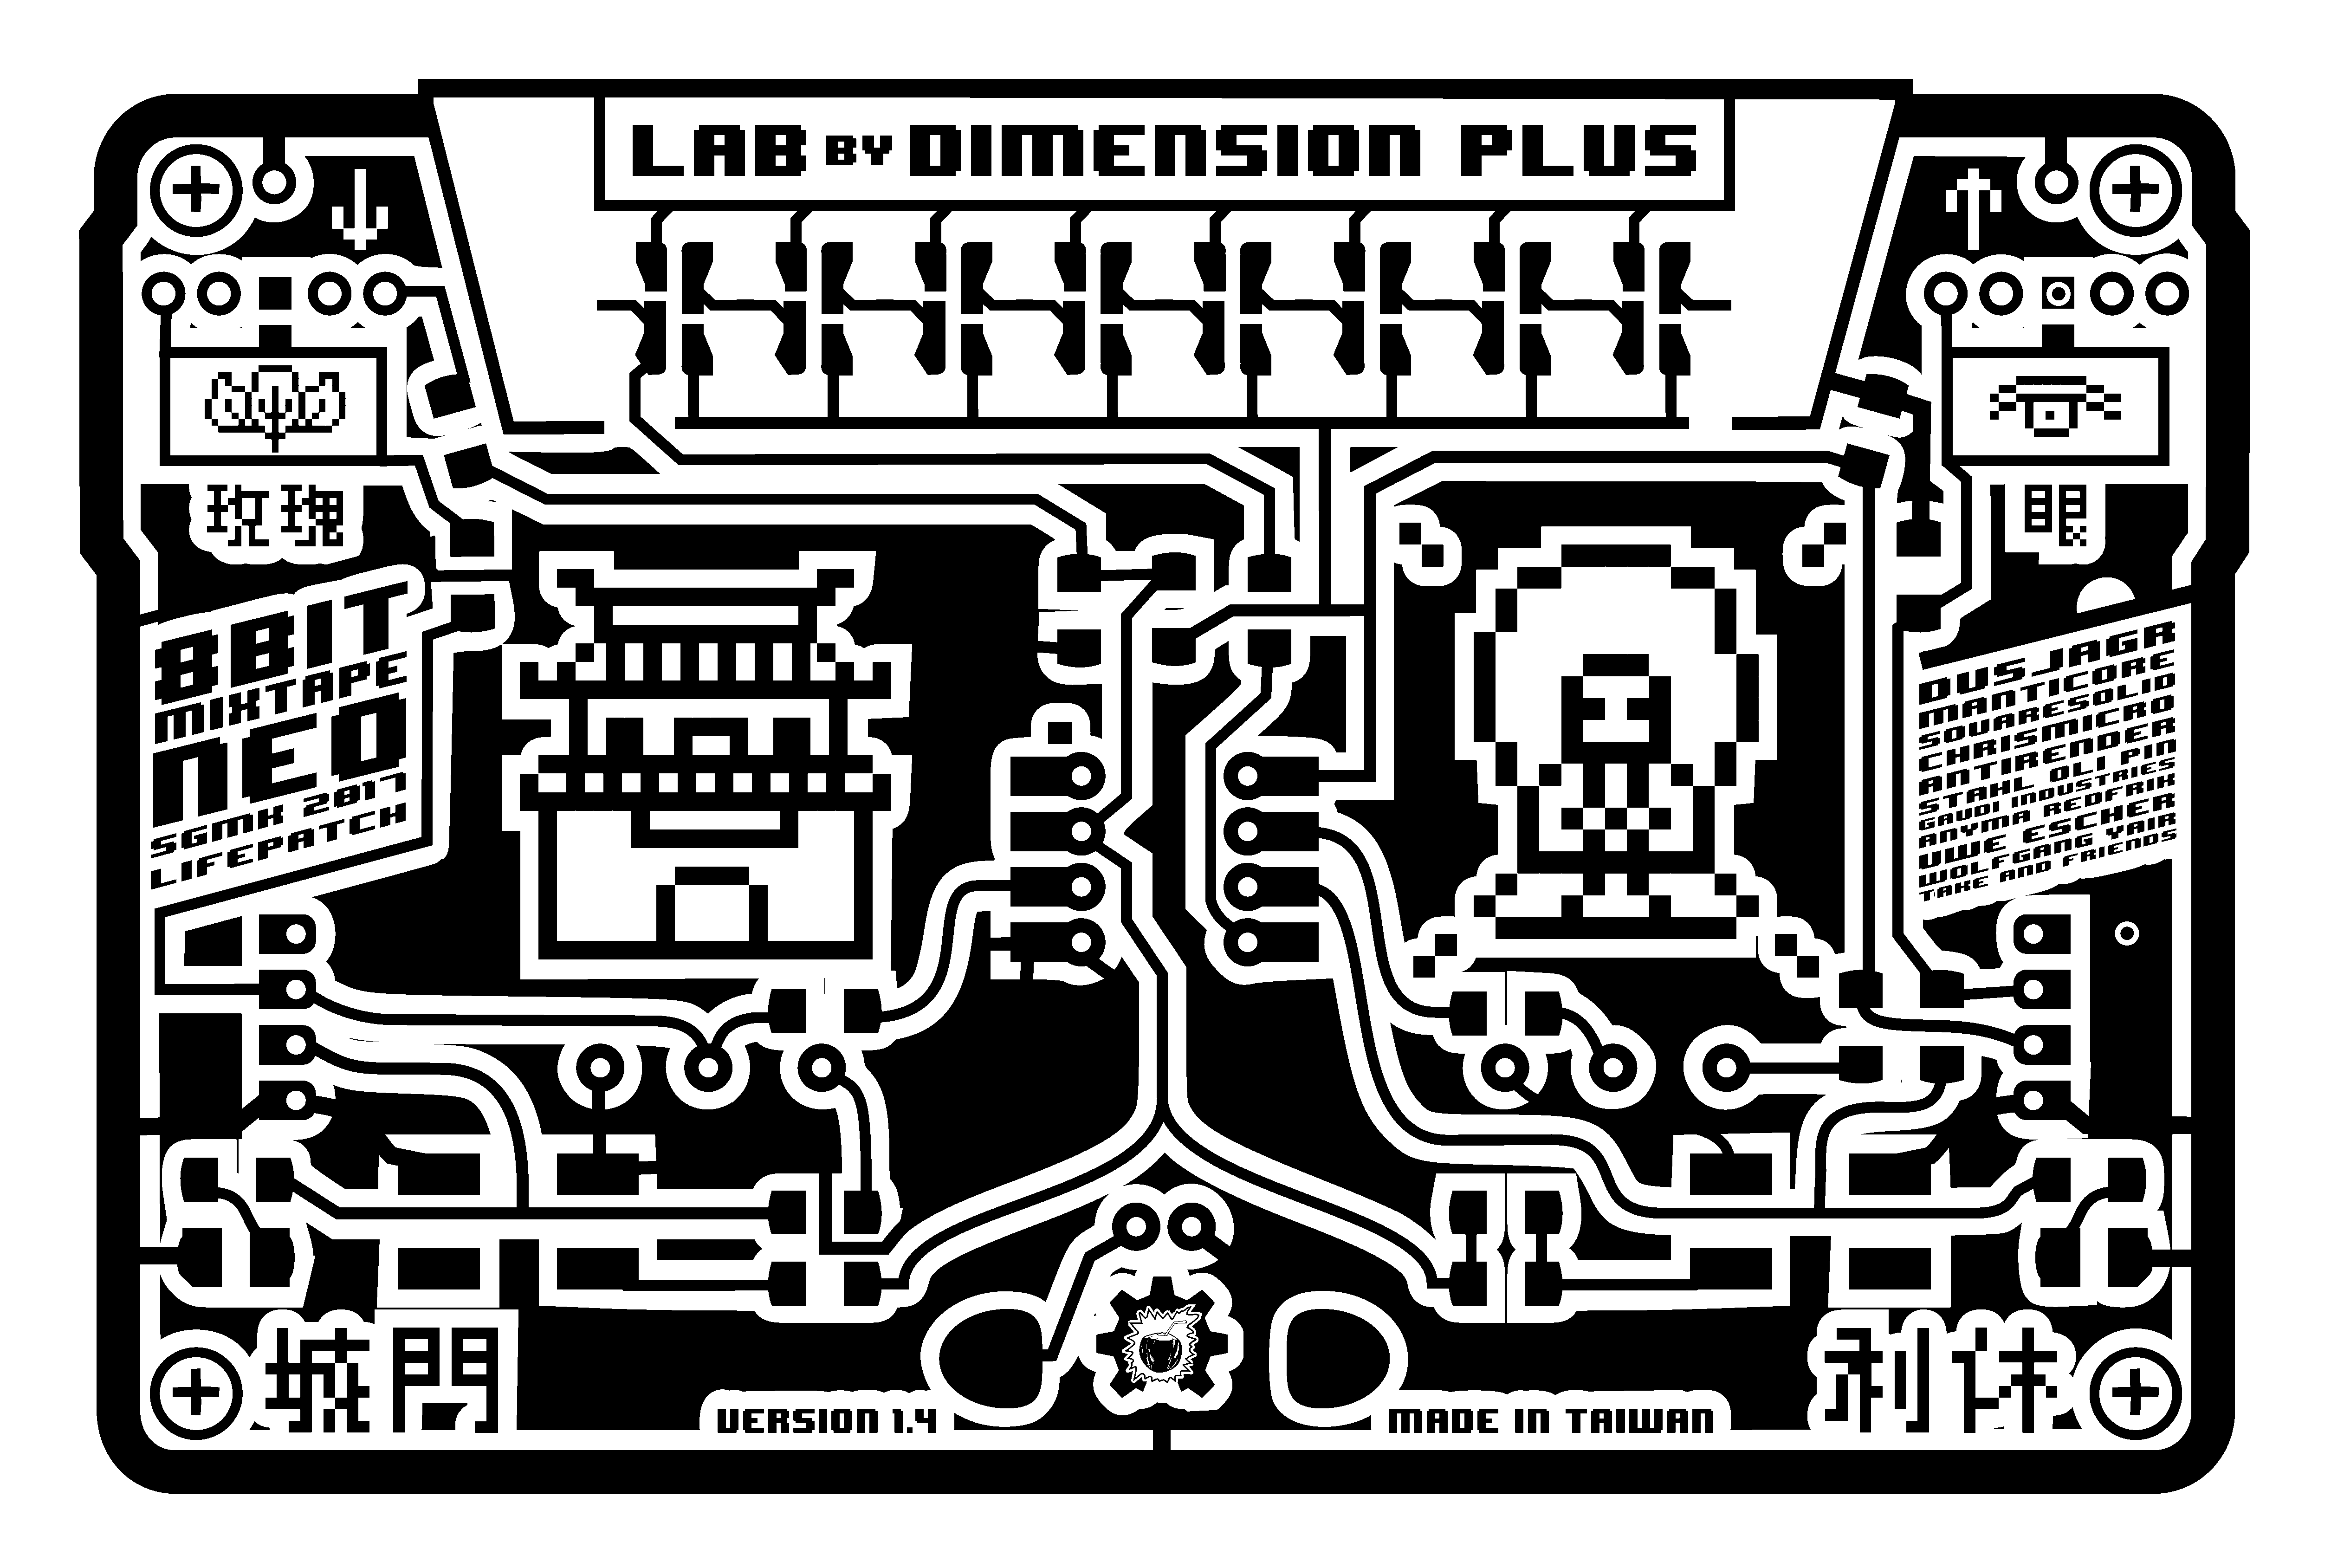 LAB BY DIMENSION PLUS
玫瑰
眼
8BIT
MIXTAPE
NEO
SGMK 2017
LIFEPATCH
DUSJAGR
MANTICORE
SQUARESOLID
CHRISMICRO
ANTIRENDER
STAHL OLI PIN
GAUDI INDUSTRIES
ANYMA REDFRIK
UWE ESCHER
WOLFGANG YAIR
TAKE AND FRIENDS
城門
利休
VERSION 1.4
MADE IN TAIWAN